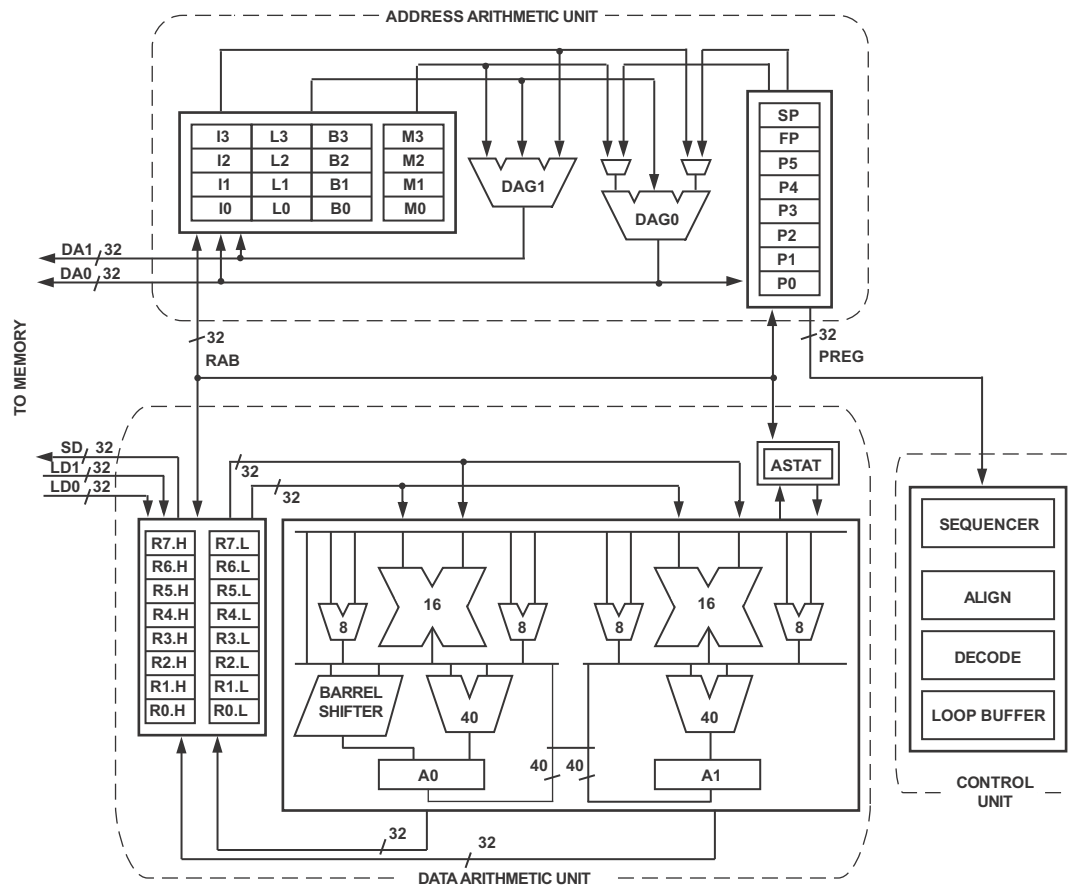 ADDRESS ARITHMETIC UNIT
SP
I3 L3 B3 M3 FP
I2 L2 B2 M2 DAG1 P5
I1 L1 B1 M1 P4
I0 L0 B0 M0 DAG0 P3
P2
DA1 32 P1
DA0 32 P0
32 32
RAB PREG
TO MEMORY
SD 32
LD1 32 32 ASTAT
LD0 32 32
SEQUENCER
R7.H R7.L
R6.H R6.L
R5.H R5.L
R4.H R4.L 16 16 ALIGN
R3.H R3.L 8 8 8 8
R2.H R2.L DECODE
R1.H R1.L BARREL
R0.H R0.L SHIFTER 40 40 LOOP BUFFER
A0 40 40 A1
CONTROL
UNIT
32
32
DATA ARITHMETIC UNIT